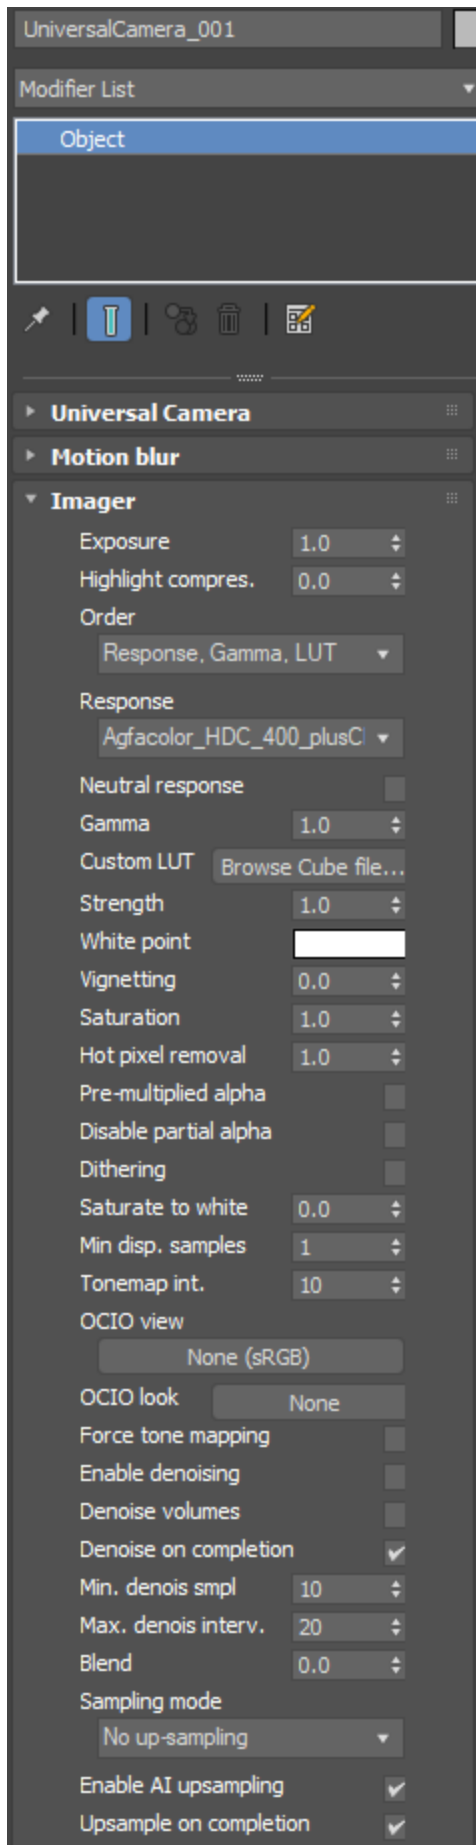 UniversalCamera_001
Modifier List
Object
Universal Camera
Motion blur
Imager
Exposure 1.0
Highlight compres. 0.0
Order
Response, Gamma, LUT
Response
Agfacolor_HDC_400_plusC
Neutral response
Gamma 1.0
Custom LUT Browse Cube file...
Strength 1.0
White point
Vignetting 0.0
Saturation 1.0
Hot pixel removal 1.0
Pre-multiplied alpha
Disable partial alpha
Dithering
Saturate to white 0.0
Min disp. samples 1
Tonemap int. 10
OCIO view
None (sRGB)
OCIO look None
Force tone mapping
Enable denoising
Denoise volumes
Denoise on completion
Min. denois smpl 10
Max. denois interv. 20
Blend 0.0
Sampling mode
No up-sampling
Enable AI upsampling
Upsample on completion